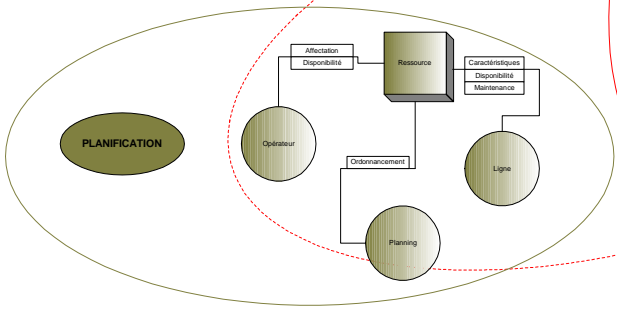 Affectation
Disponibilité
Ressource
Caractéristiques
Disponibilité
Maintenance
PLANIFICATION
Opérateur
Ordonnancement
Ligne
Planning